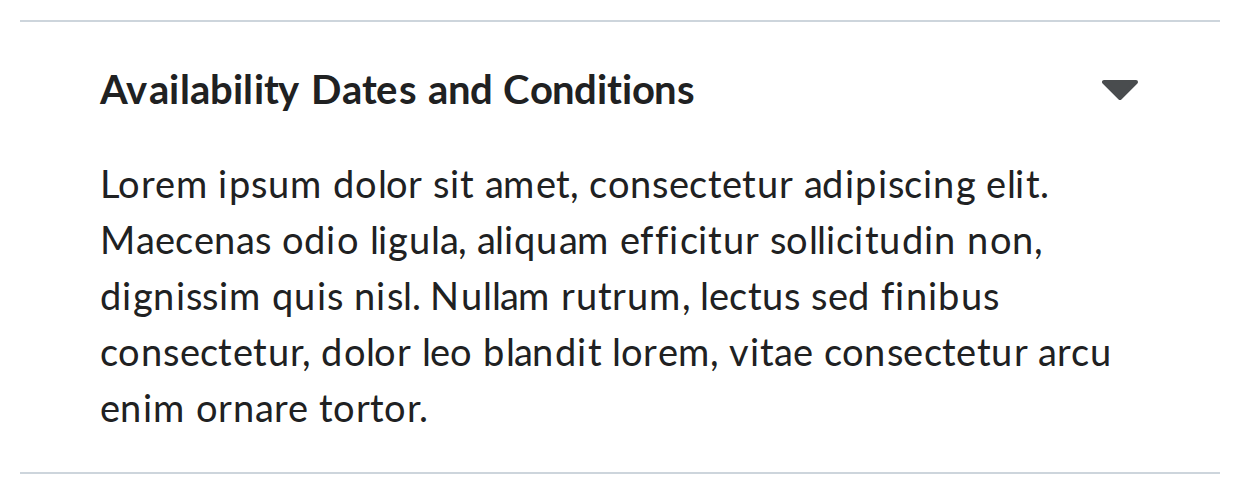 Availability Dates and Conditions
Lorem ipsum dolor sit amet, consectetur adipiscing elit.
Maecenas odio ligula, aliquam efficitur sollicitudin non,
dignissim quis nisl. Nullam rutrum, lectus sed finibus
consectetur, dolor leo blandit lorem, vitae consectetur arcu
enim ornare tortor.